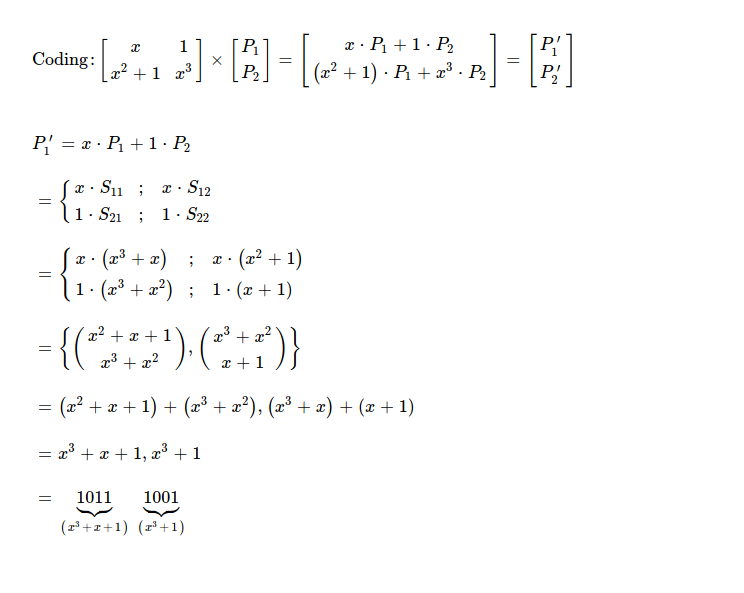 Coding: [ x 1 ; x² + 1 x³ ] × [ P₁ ; P₂ ] = [ x · P₁ + 1 · P₂ ; (x² + 1) · P₁ + x³ · P₂ ] = [ P₁′ ; P₂′ ]
P₁′ = x · P₁ + 1 · P₂
= { x · S₁₁ ; x · S₁₂
1 · S₂₁ ; 1 · S₂₂
= { x · (x³ + x) ; x · (x² + 1)
1 · (x³ + x²) ; 1 · (x + 1)
= { ( x² + x + 1 ; x³ + x² ), ( x³ + x² ; x + 1 ) }
= (x² + x + 1) + (x³ + x²), (x³ + x) + (x + 1)
= x³ + x + 1, x³ + 1
= 1011 1001
(x³+x+1) (x³+1)